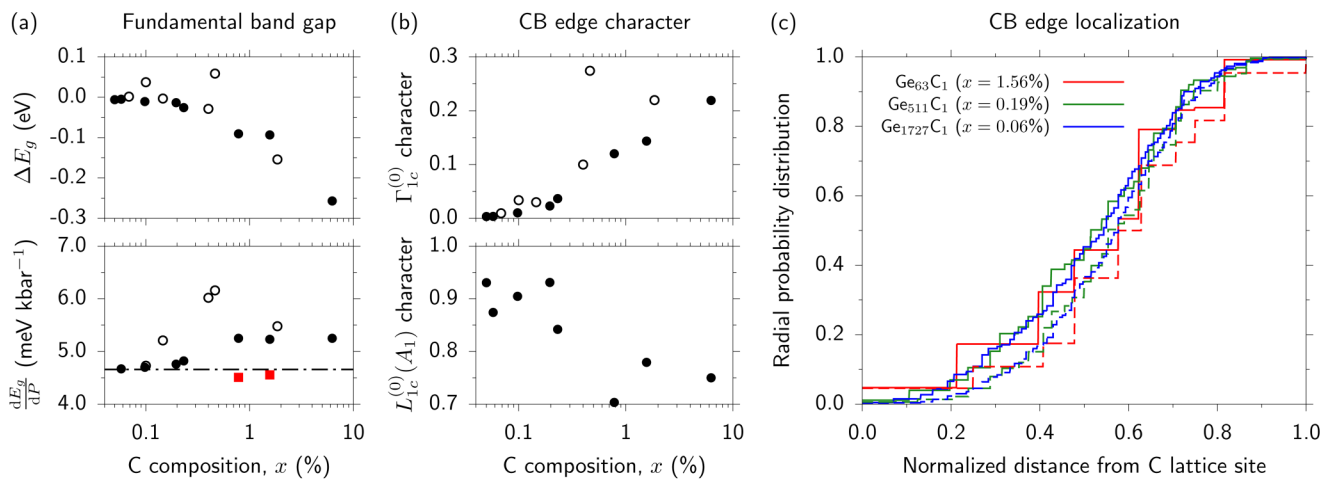 (a) Fundamental band gap
ΔE_g (eV)
0.1
0.0
-0.1
-0.2
-0.3
dE_g/dP (meV kbar⁻¹)
7.0
6.0
5.0
4.0
0.1 1 10
C composition, x (%)
(b) CB edge character
Γ_{1c}^{(0)} character
0.3
0.2
0.1
0.0
L_{1c}^{(0)}(A₁) character
1
0.9
0.8
0.7
0.1 1 10
C composition, x (%)
(c) CB edge localization
Radial probability distribution
1.0
0.8
0.6
0.4
0.2
0.0
Ge₆₃C₁ (x = 1.56%)
Ge₅₁₁C₁ (x = 0.19%)
Ge₁₇₂₇C₁ (x = 0.06%)
0.0 0.2 0.4 0.6 0.8 1.0
Normalized distance from C lattice site